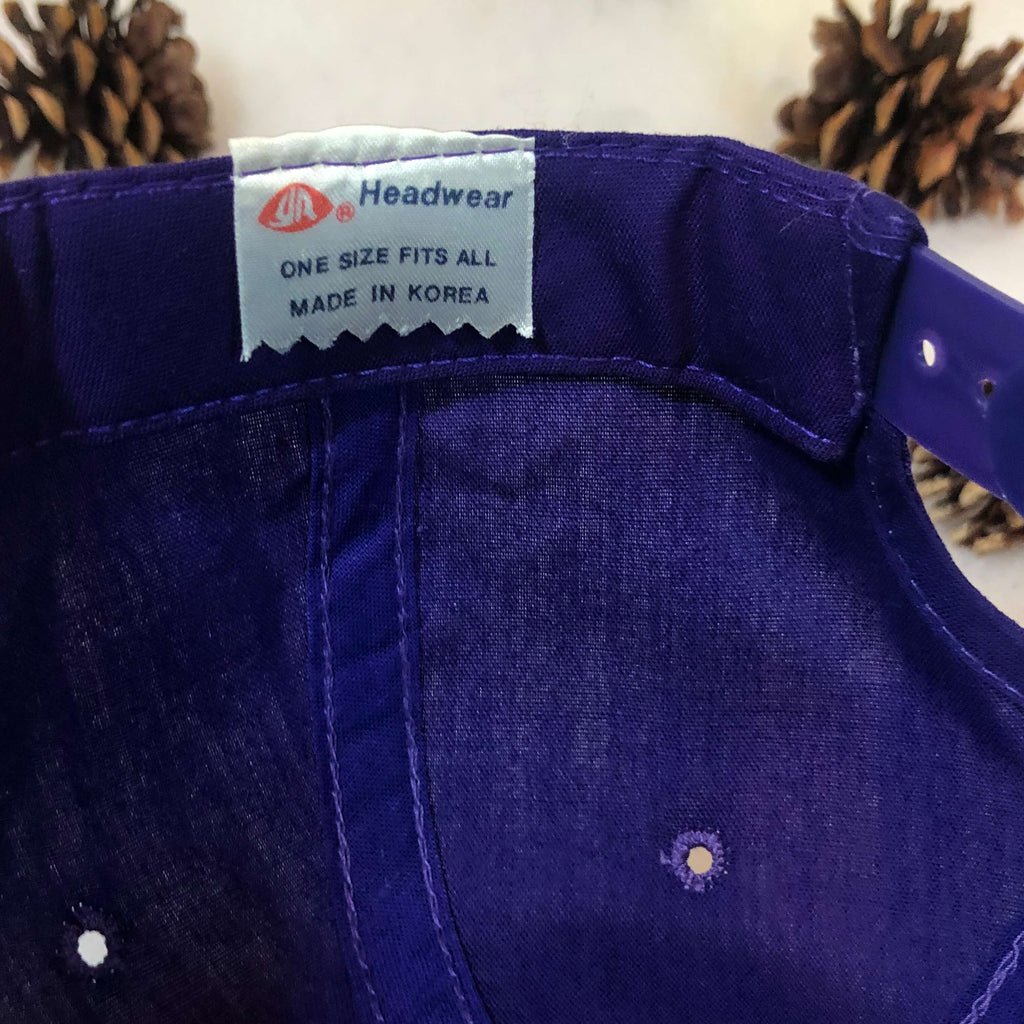 ® Headwear
ONE SIZE FITS ALL
MADE IN KOREA